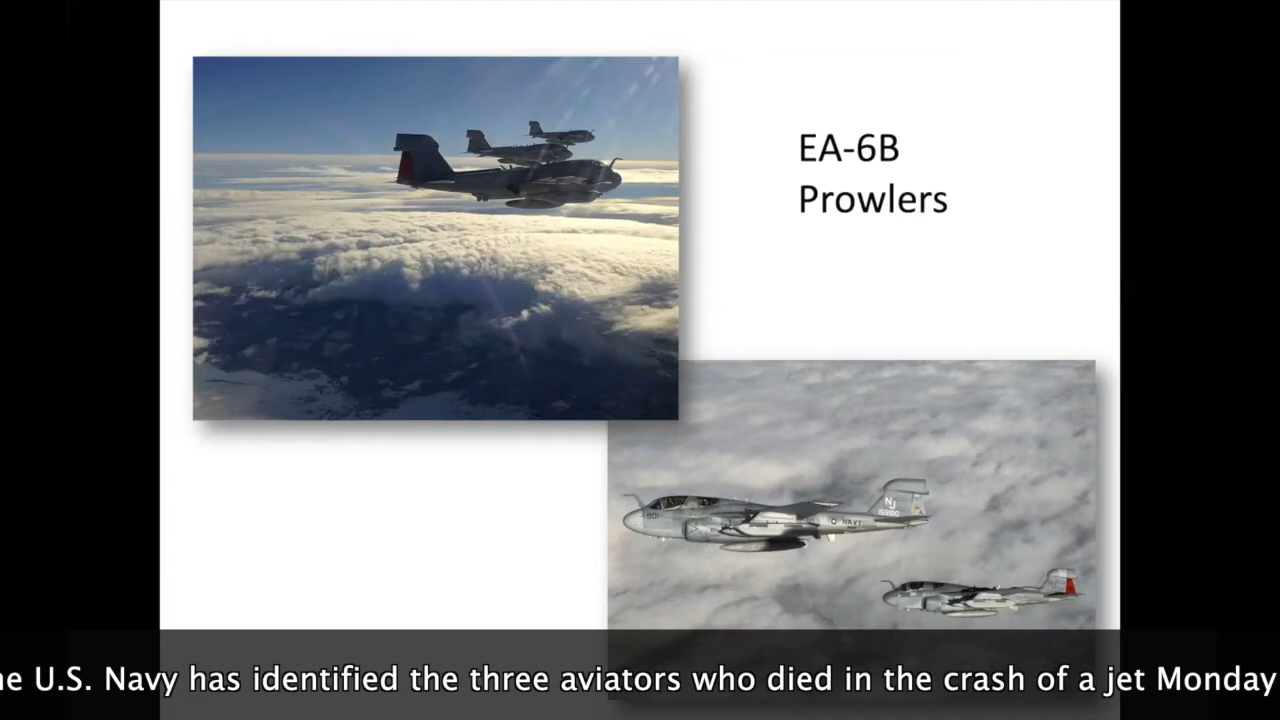 EA-6B
Prowlers
NJ
NAVY
he U.S. Navy has identified the three aviators who died in the crash of a jet Monday